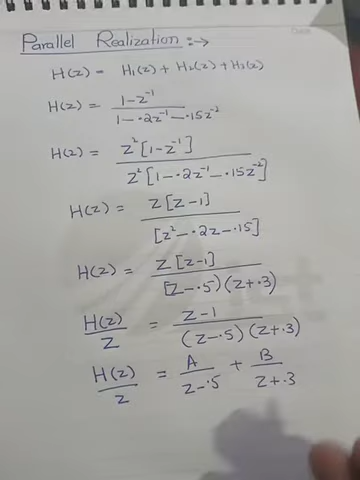 Parallel Realization :→
H(z) = H₁(z) + H₂(z) + H₃(z)
H(z) = 1-z⁻¹ / 1-.2z⁻¹-.15z⁻²
H(z) = z²[1-z⁻¹] / z²[1-.2z⁻¹-.15z⁻²]
H(z) = z[z-1] / [z²-.2z-.15]
H(z) = z[z-1] / [z-.5)(z+.3)
H(z)/z = z-1 / (z-.5)(z+.3)
H(z)/z = A/z-.5 + B/z+.3